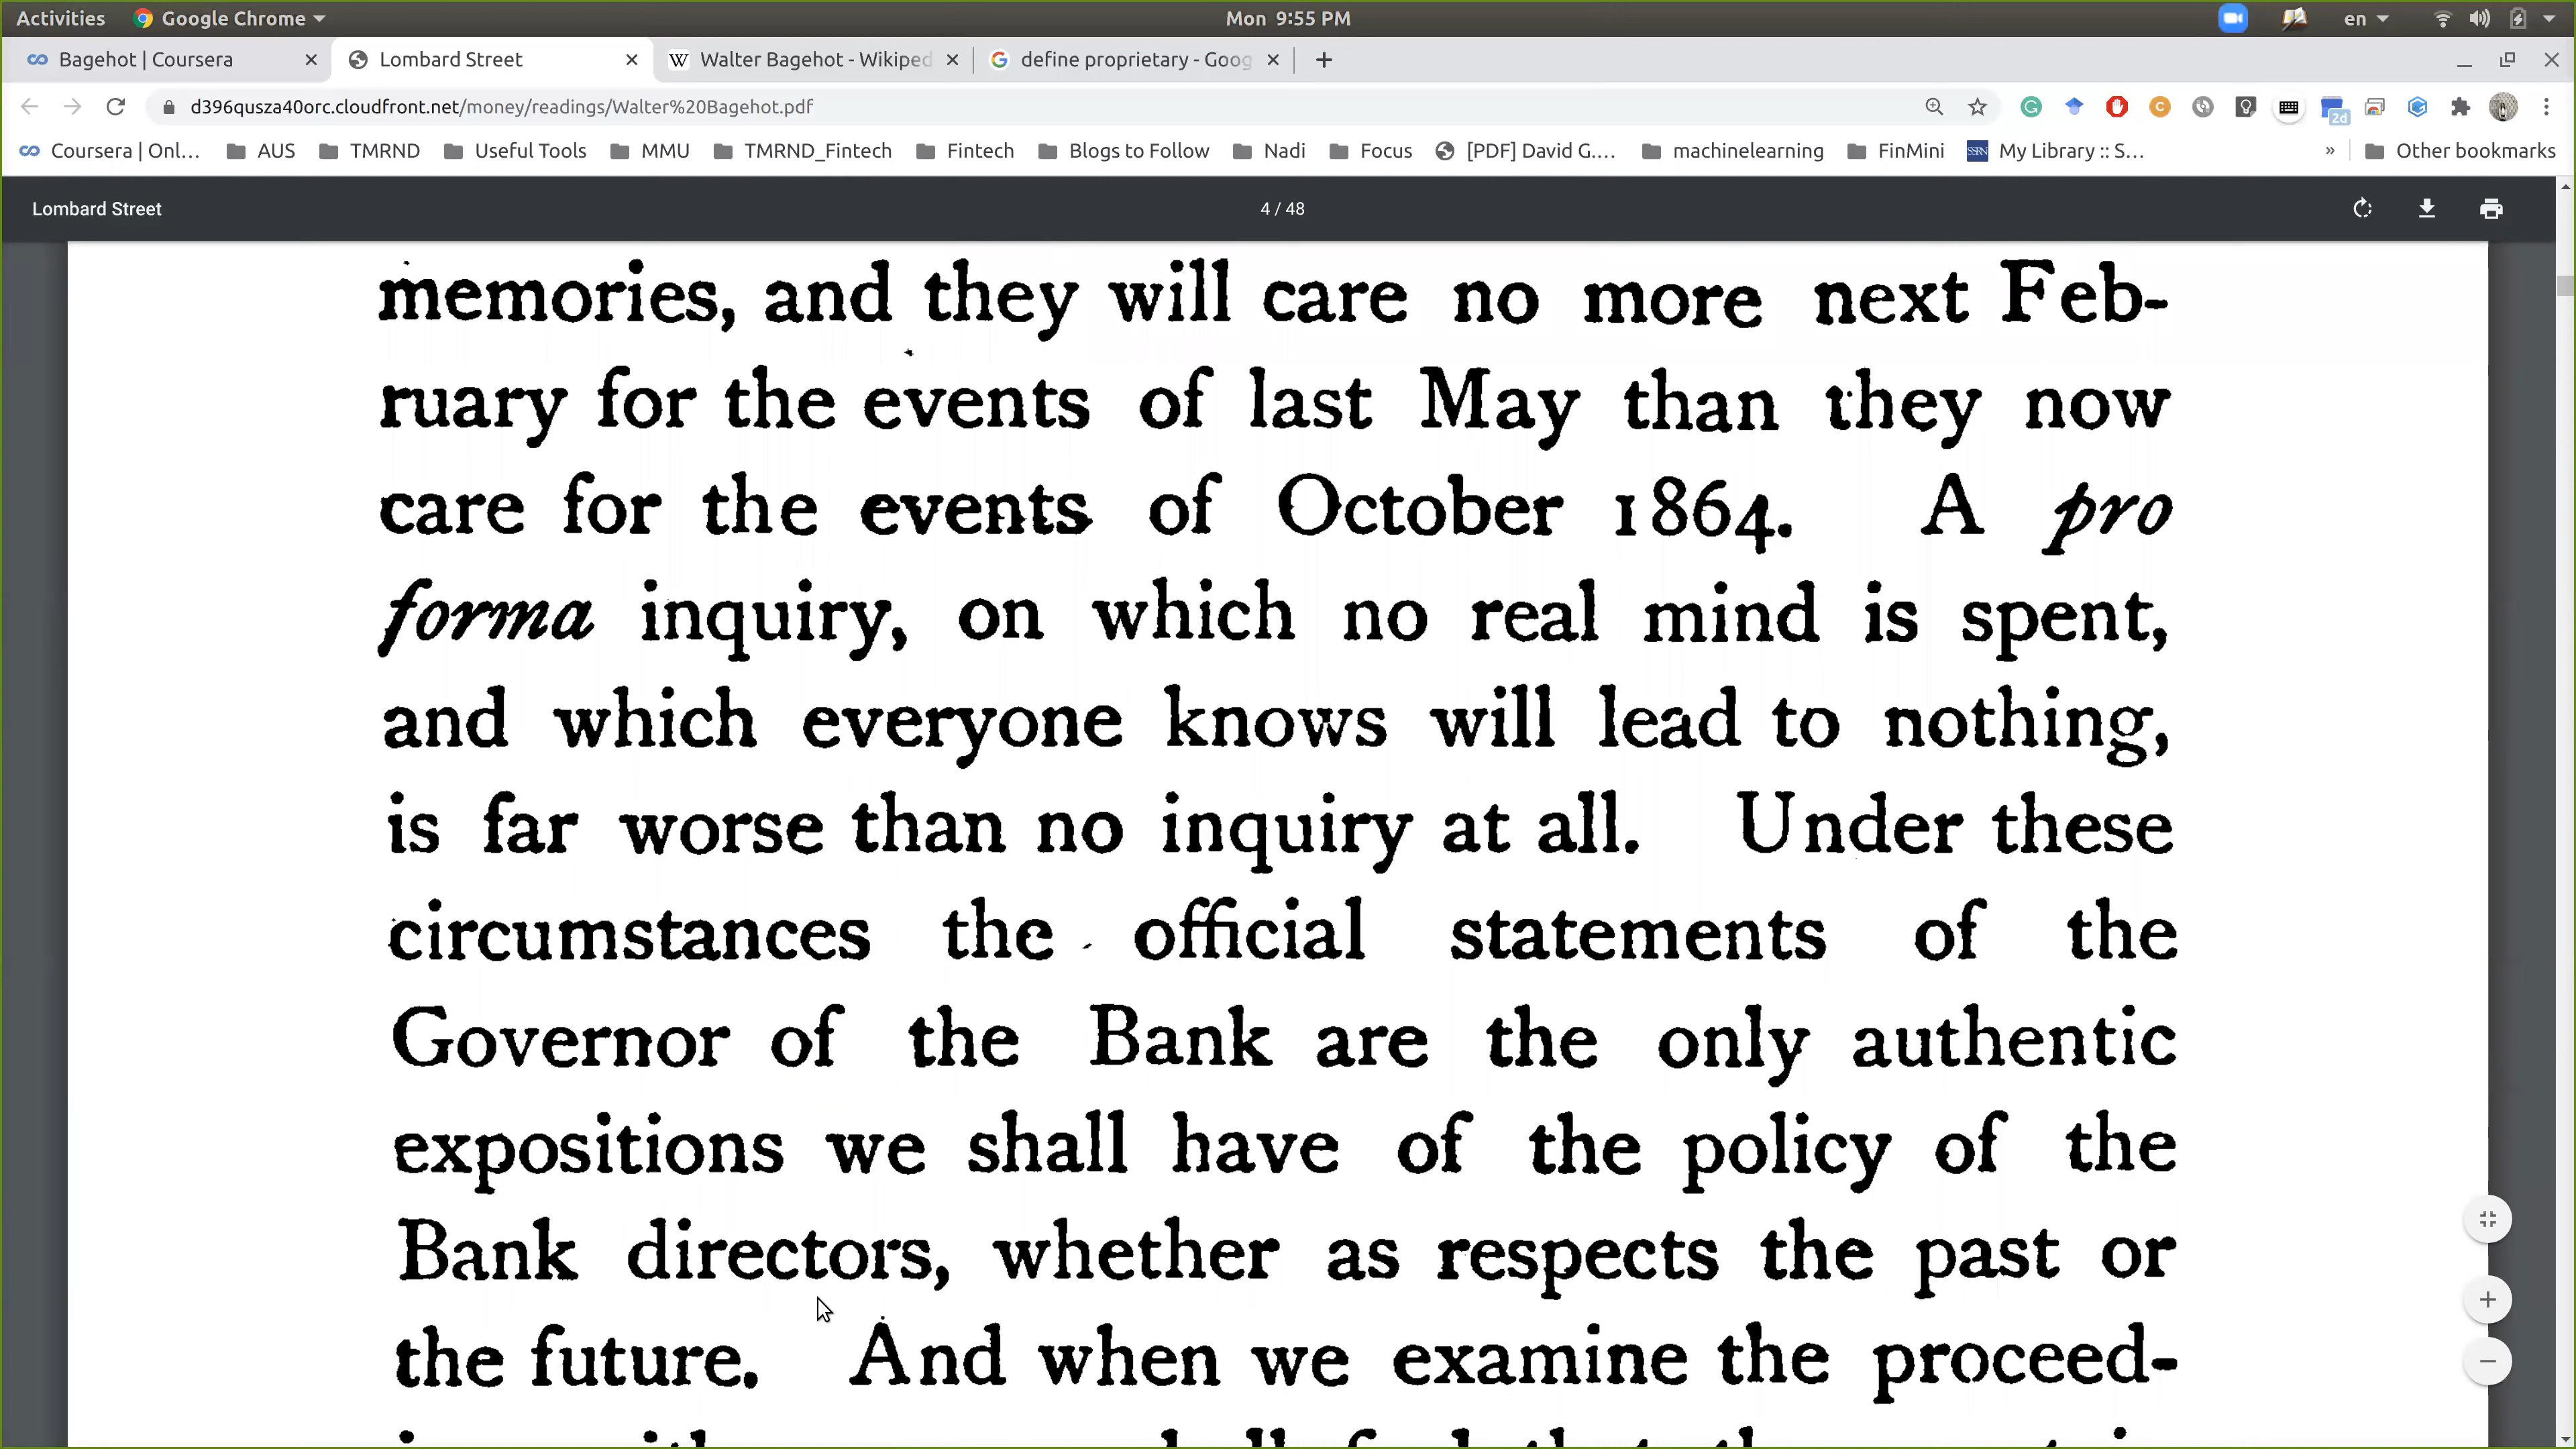 Activities Google Chrome Mon 9:55 PM en
Bagehot | Coursera Lombard Street Walter Bagehot - Wikiped define proprietary - Goog
d396qusza40orc.cloudfront.net/money/readings/Walter%20Bagehot.pdf 2d
Coursera | Onl... AUS TMRND Useful Tools MMU TMRND_Fintech Fintech Blogs to Follow Nadi Focus [PDF] David G.... machinelearning FinMini SSRN My Library :: S... » Other bookmarks
Lombard Street 4 / 48
memories, and they will care no more next Feb-
ruary for the events of last May than they now
care for the events of October 1864. A pro
forma inquiry, on which no real mind is spent,
and which everyone knows will lead to nothing,
is far worse than no inquiry at all. Under these
circumstances the official statements of the
Governor of the Bank are the only authentic
expositions we shall have of the policy of the
Bank directors, whether as respects the past or
the future. And when we examine the proceed-